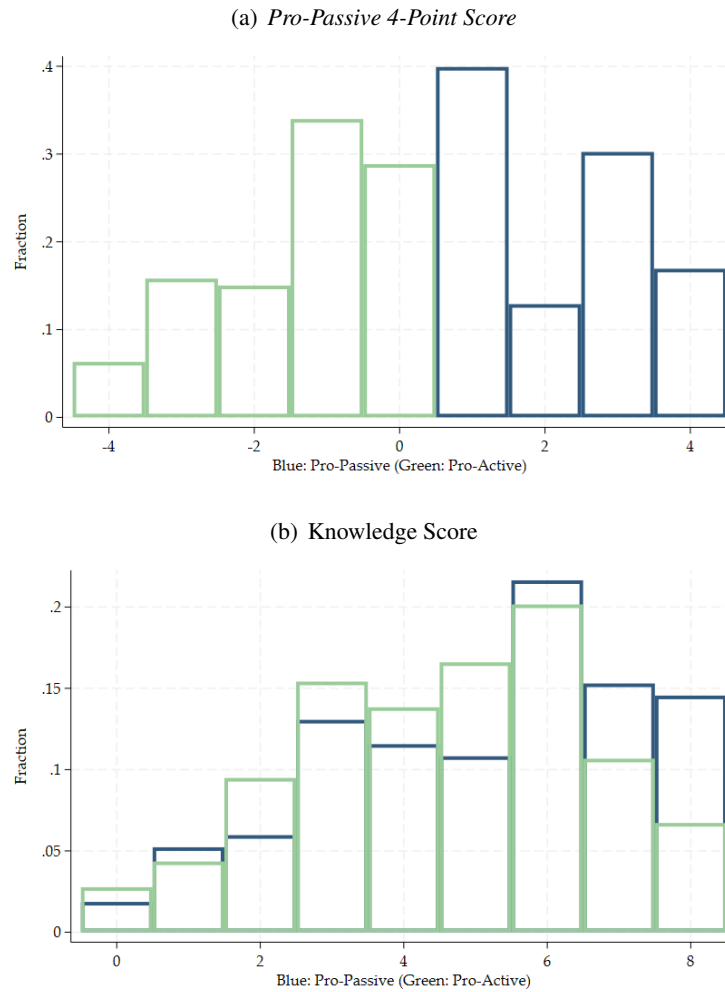 (a) Pro-Passive 4-Point Score
.4
.3
.2
.1
0
Fraction
-4 -2 0 2 4
Blue: Pro-Passive (Green: Pro-Active)
(b) Knowledge Score
.2
.15
.1
.05
0
Fraction
0 2 4 6 8
Blue: Pro-Passive (Green: Pro-Active)